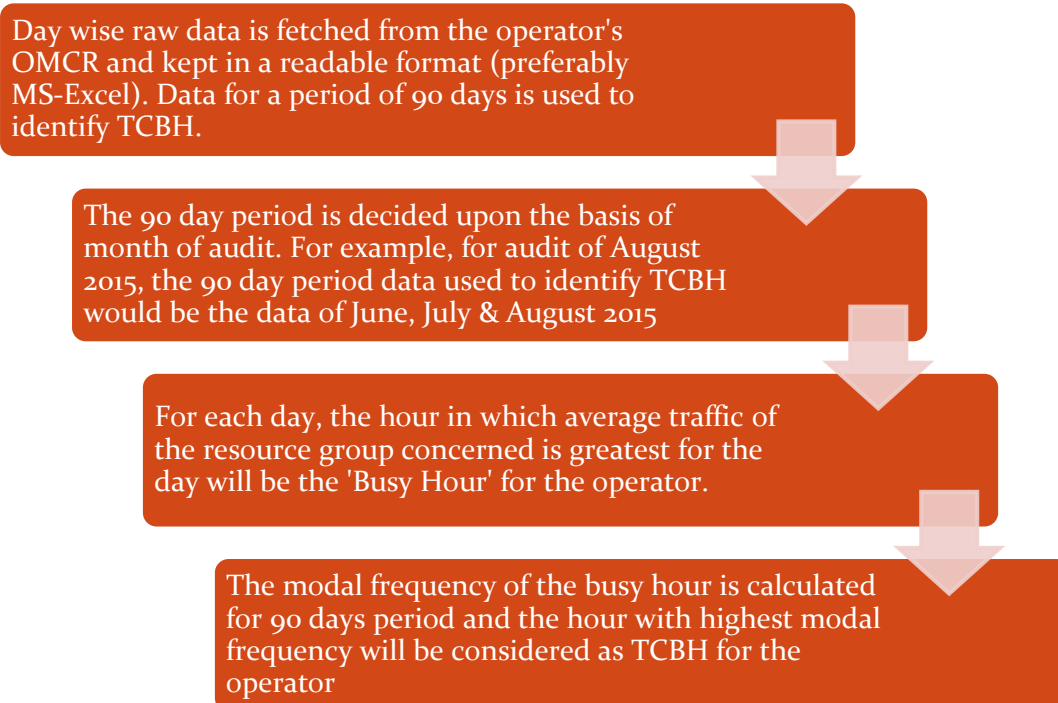 Day wise raw data is fetched from the operator's
OMCR and kept in a readable format (preferably
MS-Excel). Data for a period of 90 days is used to
identify TCBH.
The 90 day period is decided upon the basis of
month of audit. For example, for audit of August
2015, the 90 day period data used to identify TCBH
would be the data of June, July & August 2015
For each day, the hour in which average traffic of
the resource group concerned is greatest for the
day will be the 'Busy Hour' for the operator.
The modal frequency of the busy hour is calculated
for 90 days period and the hour with highest modal
frequency will be considered as TCBH for the
operator